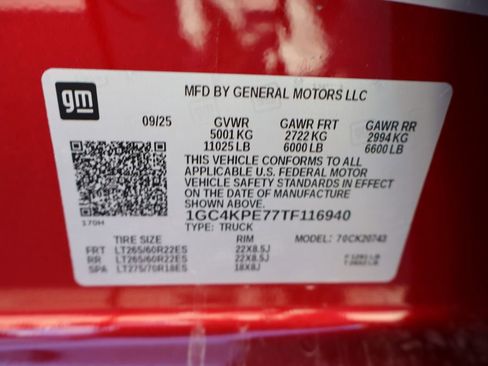 gm
MFD BY GENERAL MOTORS LLC
09/25 GVWR GAWR FRT GAWR RR
5001 KG 2722 KG 2994 KG
11025 LB 6000 LB 6600 LB
THIS VEHICLE CONFORMS TO ALL
APPLICABLE U.S. FEDERAL MOTOR
VEHICLE SAFETY STANDARDS IN EFFECT
ON THE DATE OF MANUFACTURE
SHOWN ABOVE.
170H
1GC4KPE77TF116940
TYPE: TRUCK MODEL: 70CK20743
TIRE SIZE RIM
FRT LT265/60R22ES 22X8.5J
RR LT265/60R22ES 22X8.5J
SPA LT275/70R18ES 18X8J